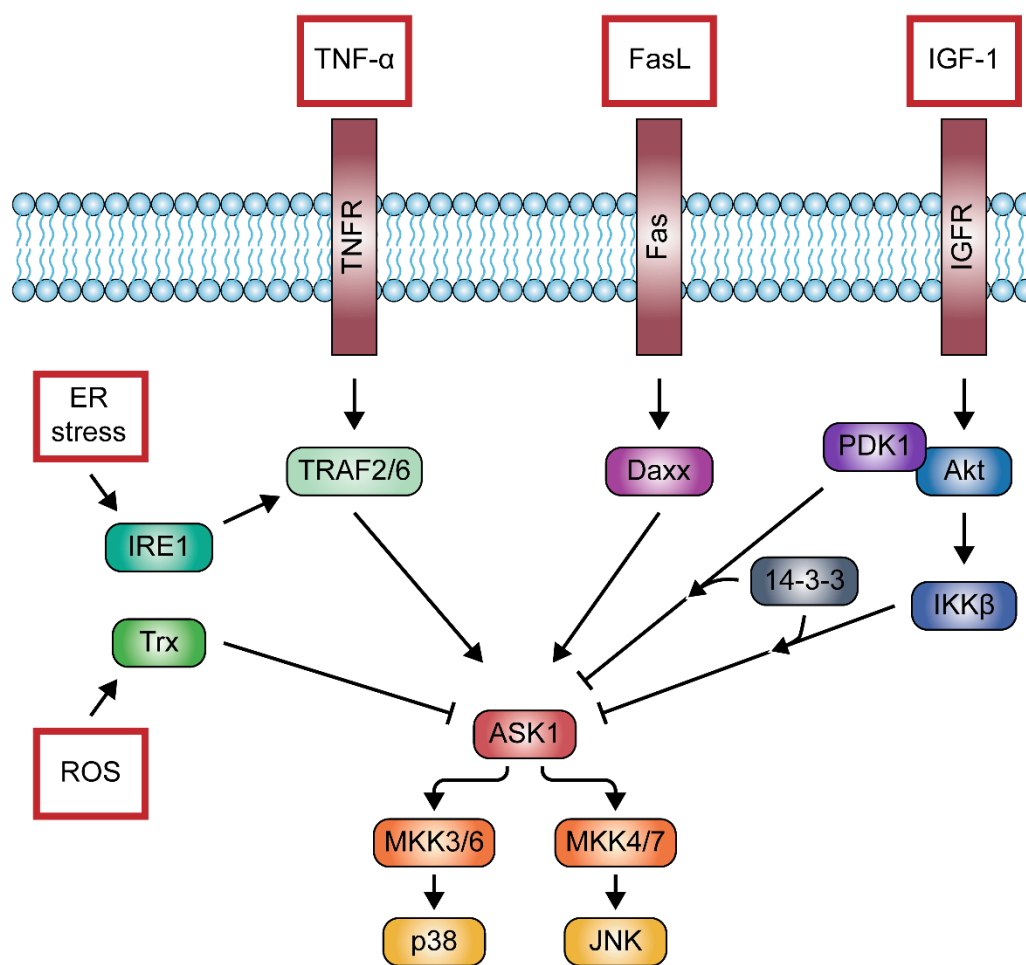 TNF-α
FasL
IGF-1
TNFR
Fas
IGFR
ER
stress
TRAF2/6
Daxx
PDK1
Akt
IRE1
14-3-3
IKKβ
Trx
ASK1
ROS
MKK3/6
MKK4/7
p38
JNK